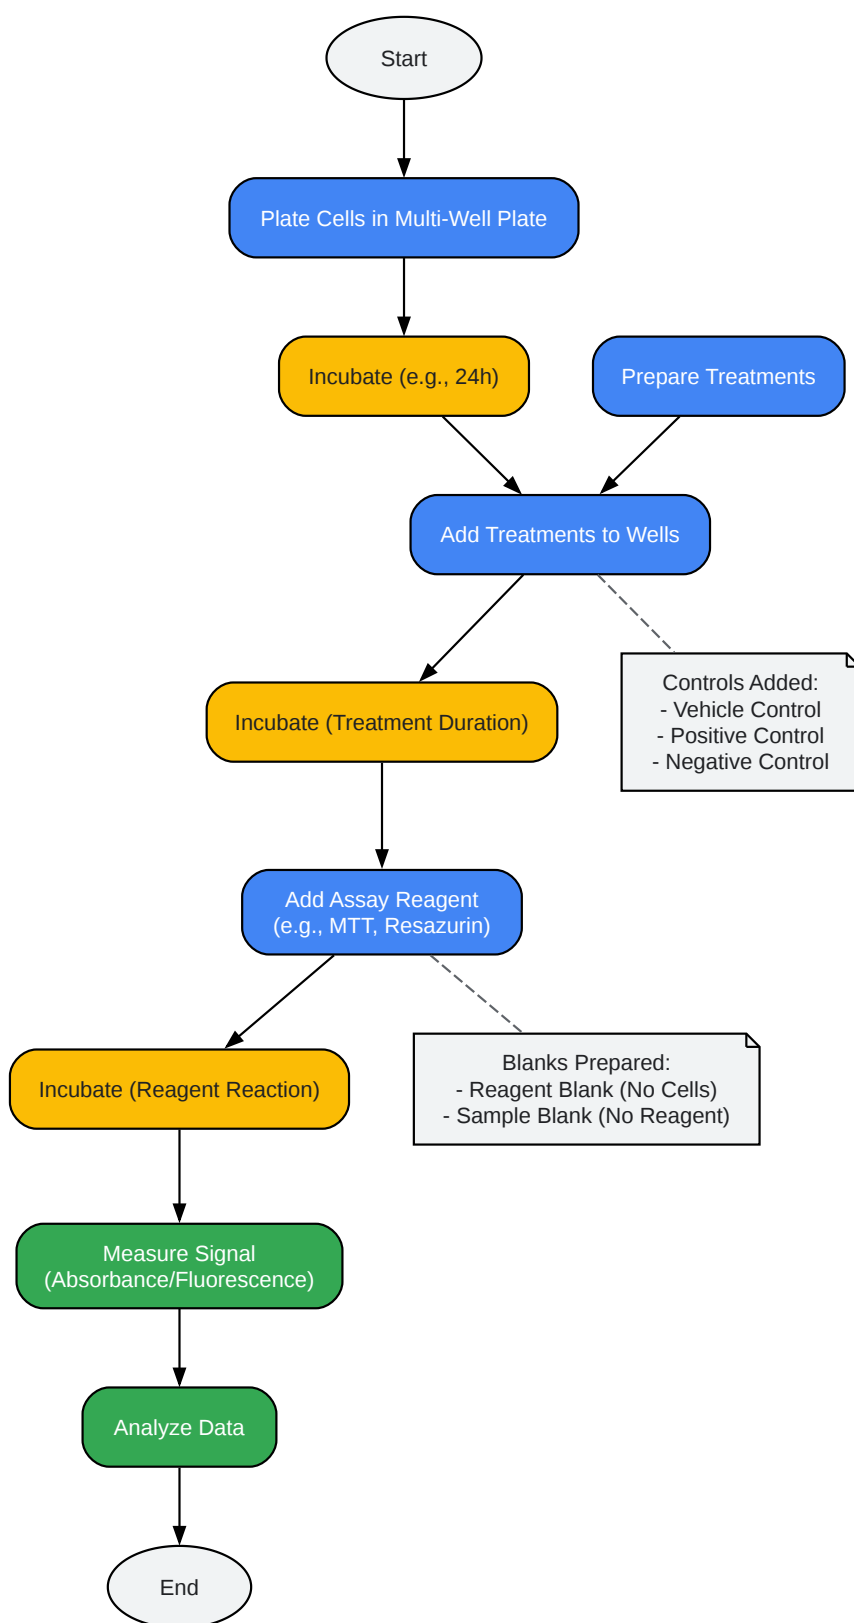 Start
Plate Cells in Multi-Well Plate
Incubate (e.g., 24h)
Prepare Treatments
Add Treatments to Wells
Controls Added:
- Vehicle Control
- Positive Control
- Negative Control
Incubate (Treatment Duration)
Add Assay Reagent
(e.g., MTT, Resazurin)
Blanks Prepared:
- Reagent Blank (No Cells)
- Sample Blank (No Reagent)
Incubate (Reagent Reaction)
Measure Signal
(Absorbance/Fluorescence)
Analyze Data
End